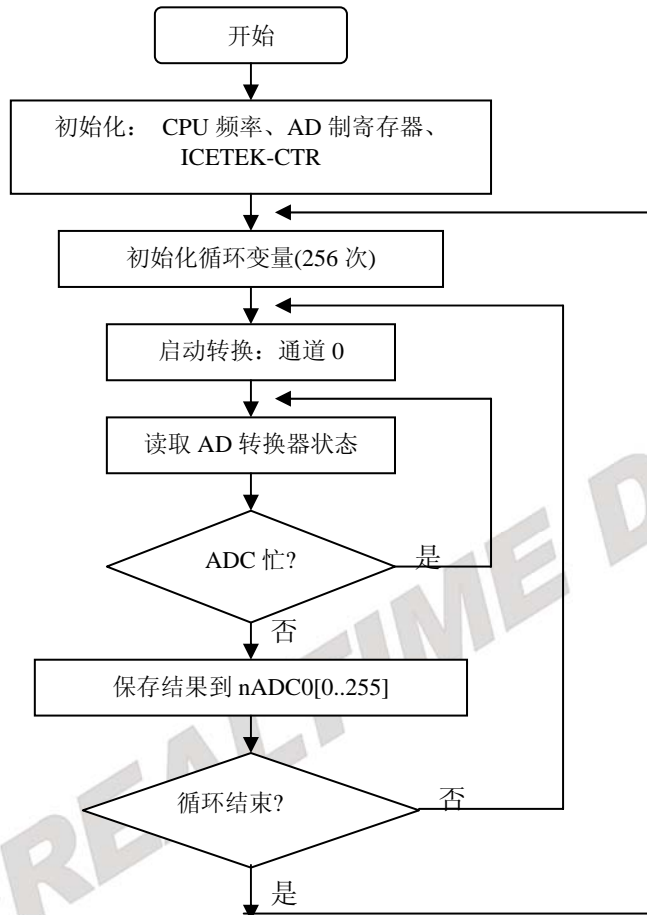 开始
初始化： CPU 频率、AD 制寄存器、
ICETEK-CTR
初始化循环变量(256 次)
启动转换：通道 0
读取 AD 转换器状态
ADC 忙?
是
否
保存结果到 nADC0[0..255]
循环结束?
否
是
REALTIME D